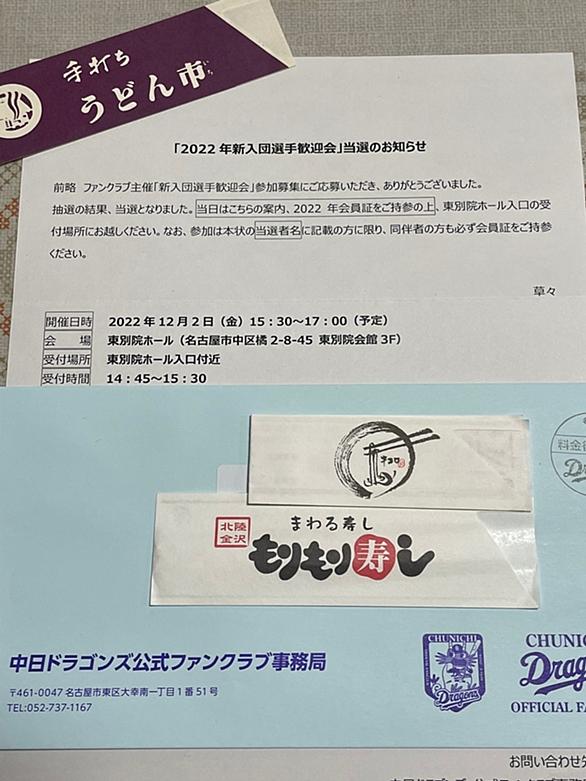 手打ち
うどん市
いち
「2022年新入団選手歓迎会」当選のお知らせ
前略 ファンクラブ主催「新入団選手歓迎会」参加募集にご応募いただき、ありがとうございました。
抽選の結果、当選となりました。当日はこちらの案内、2022 年会員証をご持参の上、東別院ホール入口の受
付場所にお越しください。なお、参加は本状の当選者名に記載の方に限り、同伴者の方も必ず会員証をご持参
ください。
草々
開催日時 2022年12月2日（金）15：30～17：00（予定）
会 場 東別院ホール（名古屋市中区橘2-8-45 東別院会館3F）
受付場所 東別院ホール入口付近
受付時間 14：45～15：30
料金
北陸
金沢
まわる寿し
もりもり寿し
中日ドラゴンズ公式ファンクラブ事務局
〒461-0047 名古屋市東区大幸南一丁目1番51号
TEL:052-737-1167
CHUNICHI
Dragons
CHUNIC
Drag
OFFICIAL FA
お問い合わせ